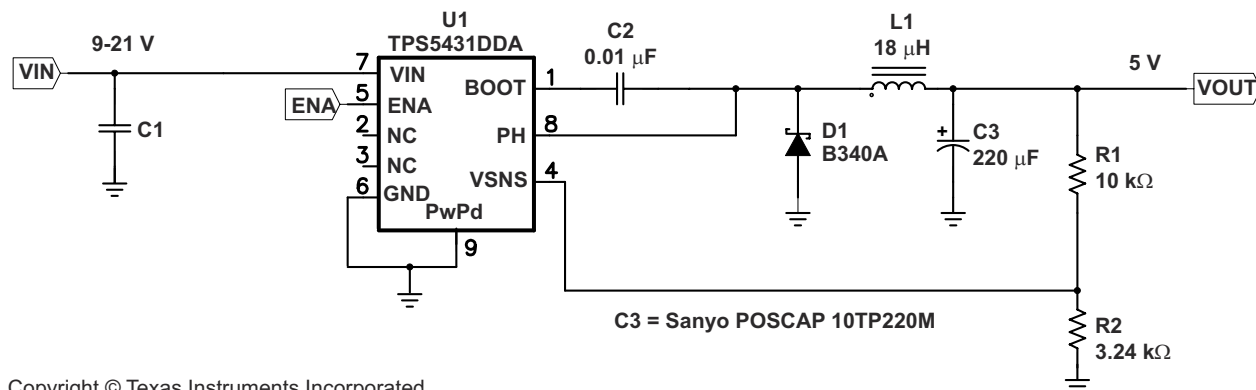 U1
TPS5431DDA
9-21 V
VIN
C1
ENA
7
5
2
3
6
VIN
ENA
NC
NC
GND
BOOT
PH
VSNS
PwPd
1
8
4
9
C2
0.01 μF
L1
18 μH
5 V
VOUT
D1
B340A
+
C3
220 μF
R1
10 kΩ
C3 = Sanyo POSCAP 10TP220M
R2
3.24 kΩ
Copyright © Texas Instruments Incorporated